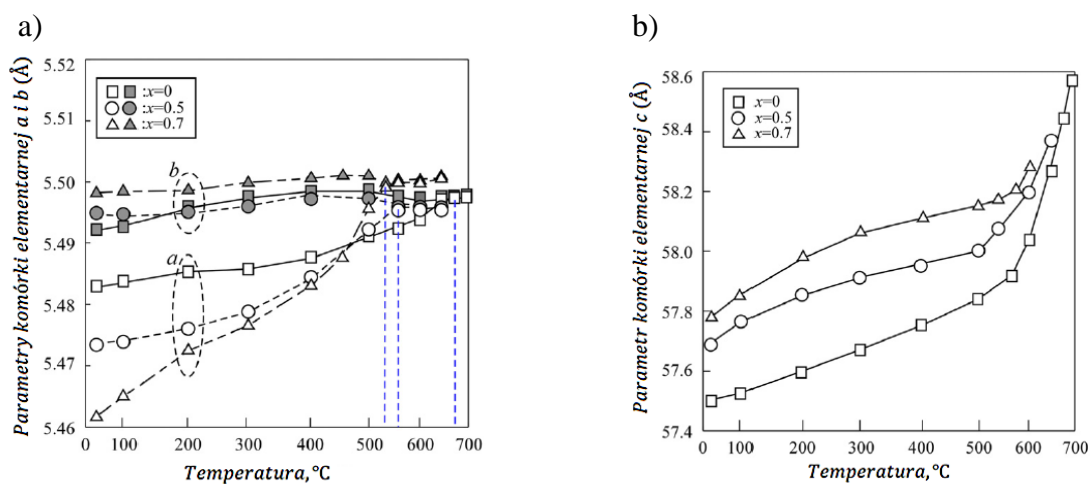 a)
b)
5.52
5.51
5.50
5.49
5.48
5.47
5.46
:x=0
:x=0.5
:x=0.7
b
a
0 100 200 300 400 500 600 700
Temperatura,°C
Parametry komórki elementarnej a i b (Å)
58.6
58.4
58.2
58.0
57.8
57.6
57.4
x=0
x=0.5
x=0.7
0 100 200 300 400 500 600 700
Temperatura,°C
Parametr komórki elementarnej c (Å)